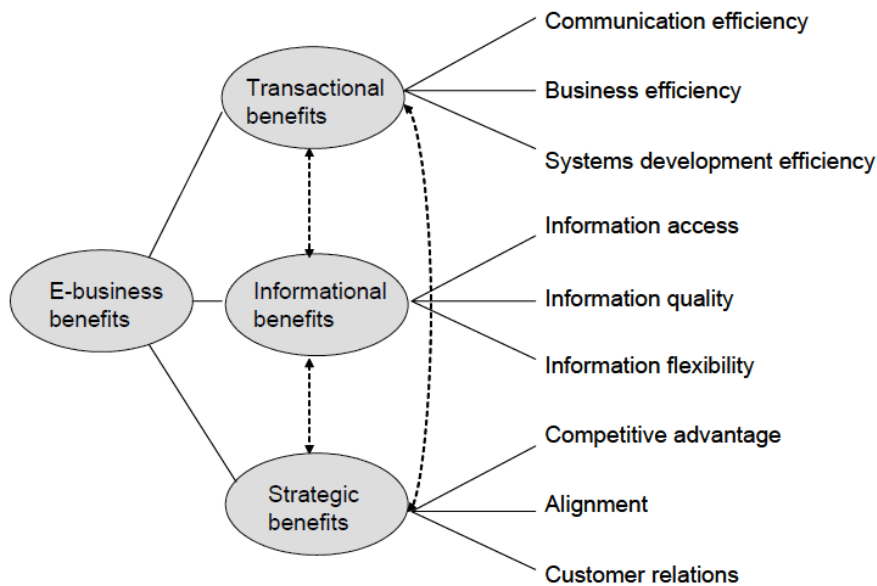 Communication efficiency
Transactional
benefits
Business efficiency
Systems development efficiency
Information access
E-business
benefits
Informational
benefits
Information quality
Information flexibility
Competitive advantage
Strategic
benefits
Alignment
Customer relations